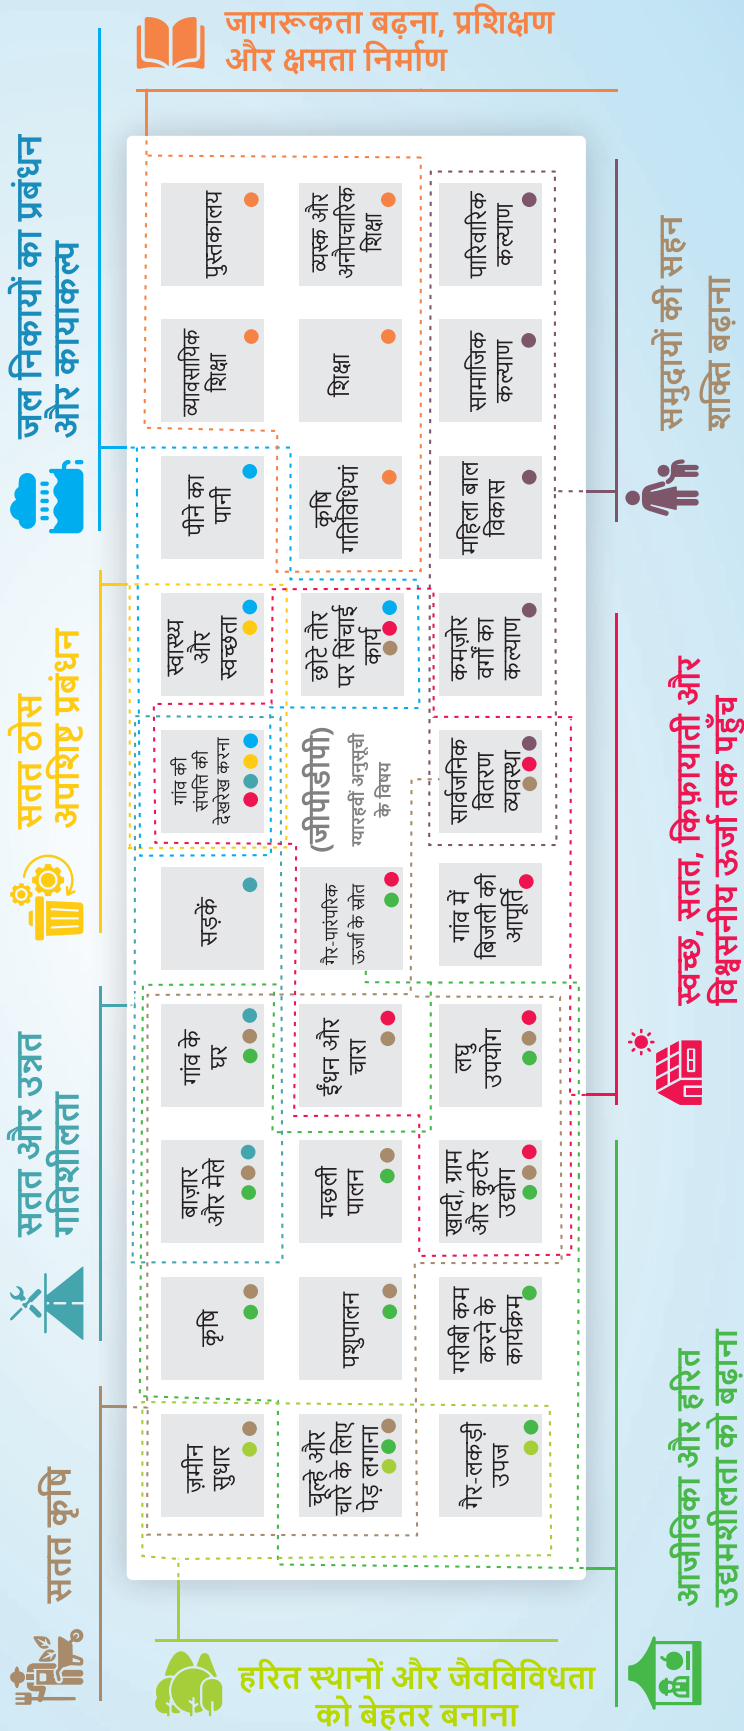 जागरूकता बढ़ना, प्रशिक्षण
और क्षमता निर्माण
जल निकायों का प्रबंधन
और कायाकल्प
सतत ठोस
अपशिष्ट प्रबंधन
सतत और उन्नत
गतिशीलता
सतत कृषि
पुस्तकालय
व्यावसायिक
शिक्षा
पीने का
पानी
स्वास्थ्य
और
स्वच्छता
गांव की
संपत्ति की
देखरेख करना
सड़कें
गांव के
घर
बाज़ार
और मेले
कृषि
ज़मीन
सुधार
व्यस्क और
अनौपचारिक
शिक्षा
शिक्षा
कृषि
गतिविधियां
छोटे तौर
पर सिंचाई
कार्य
(जीपीडीपी)
ग्यारहवीं अनुसूची
के विषय
गैर-पारंपरिक
ऊर्जा के स्रोत
ईंधन और
चारा
मछली
पालन
पशुपालन
चूल्हे और
चारे के लिए
पेड़ लगाना
पारिवारिक
कल्याण
सामाजिक
कल्याण
महिला बाल
विकास
कमज़ोर
वर्गों का
कल्याण
सार्वजनिक
वितरण
व्यवस्था
गांव में
बिजली की
आपूर्ति
लघु
उपयोग
खादी, ग्राम
और कुटीर
उद्योग
गरीबी कम
करने के
कार्यक्रम
गैर-लकड़ी
उपज
समुदायों की सहन
शक्ति बढ़ाना
स्वच्छ, सतत, किफ़ायाती और
विश्वसनीय ऊर्जा तक पहुँच
आजीविका और हरित
उद्यमशीलता को बढ़ाना
हरित स्थानों और जैवविविधता
को बेहतर बनाना